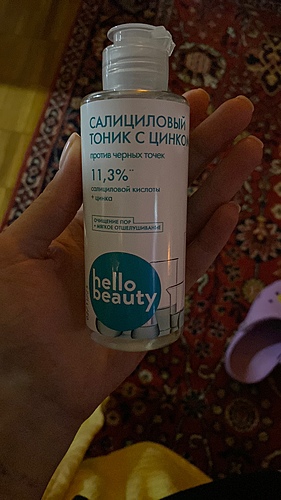 САЛИЦИЛОВЫЙ
ТОНИК С ЦИНКОМ
против черных точек
11,3%**
салициловой кислоты
+ цинка
ОЧИЩЕНИЕ ПОР
+ МЯГКОЕ ОТШЕЛУШИВАНИЕ
hello
beauty